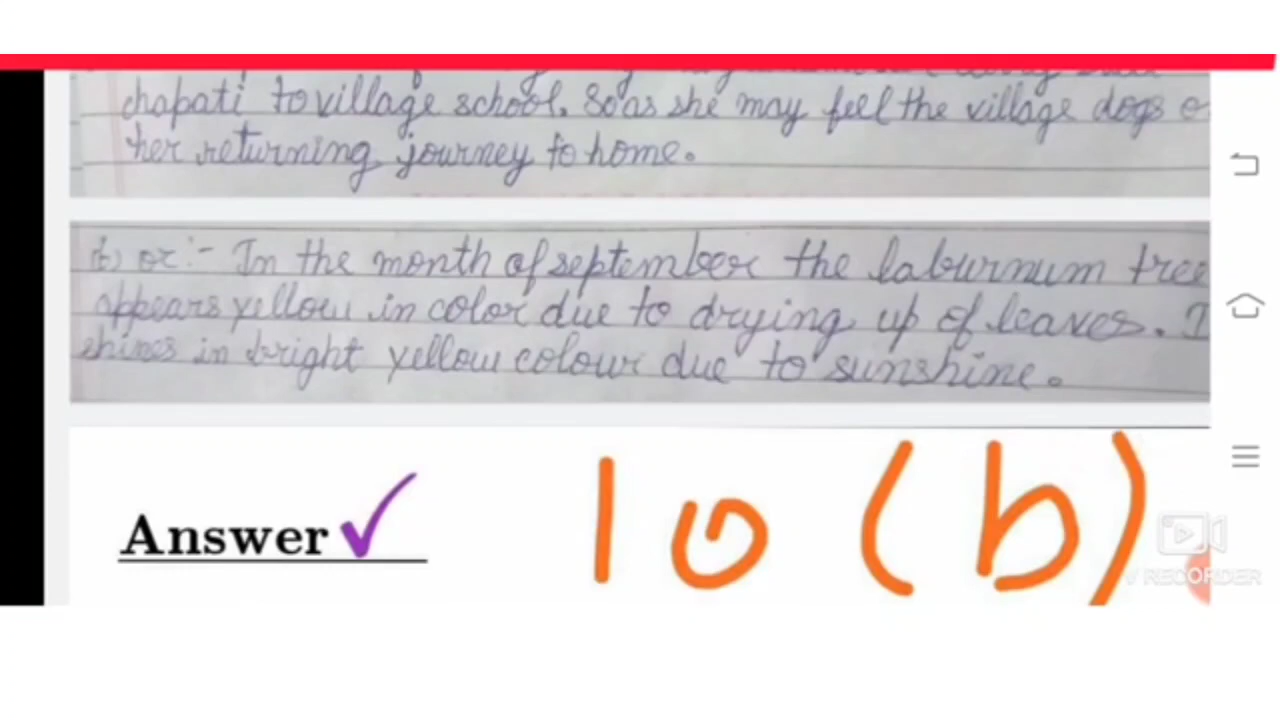 chapati to village school. So as she may feel the village dogs
her returning journey to home.
b) or :- In the month of september the laburnum tree
appears yellow in color due to drying up of leaves.
shines in bright yellow colour due to sunshine.
Answer 10 (b)
V RECORDER